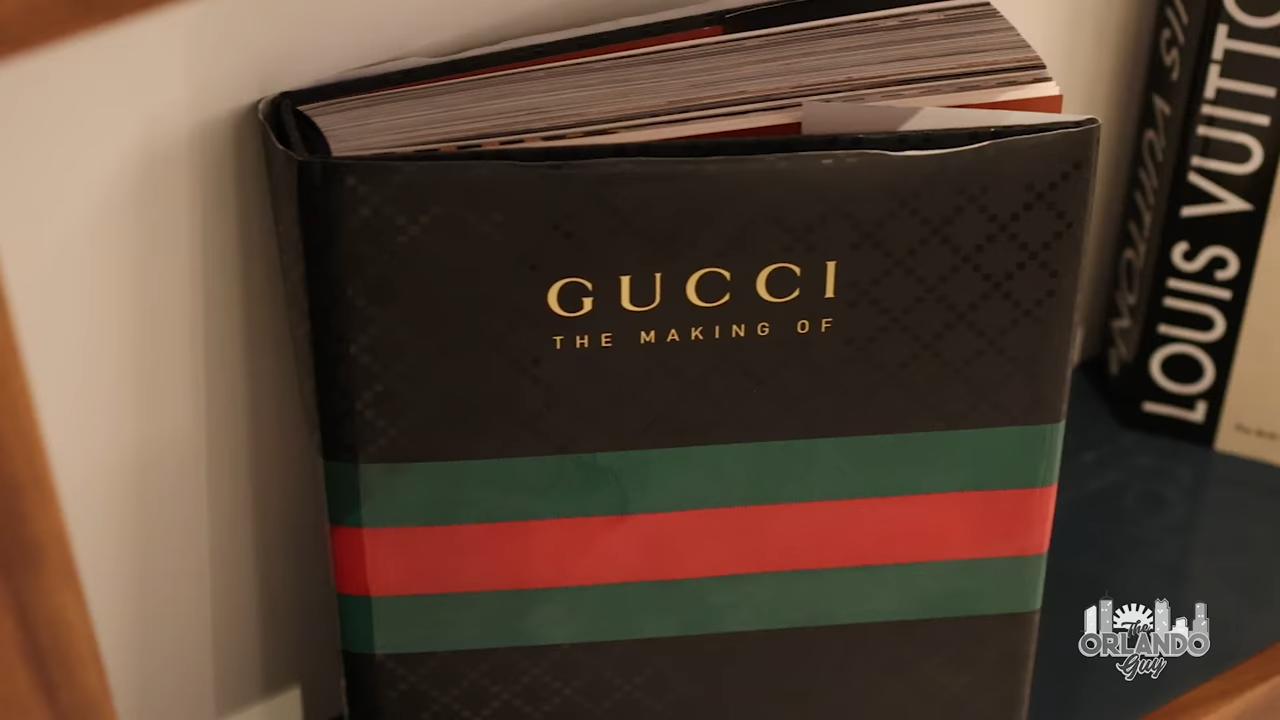 GUCCI
THE MAKING OF
LOUIS VUITTO
The
ORLANDO
Guy